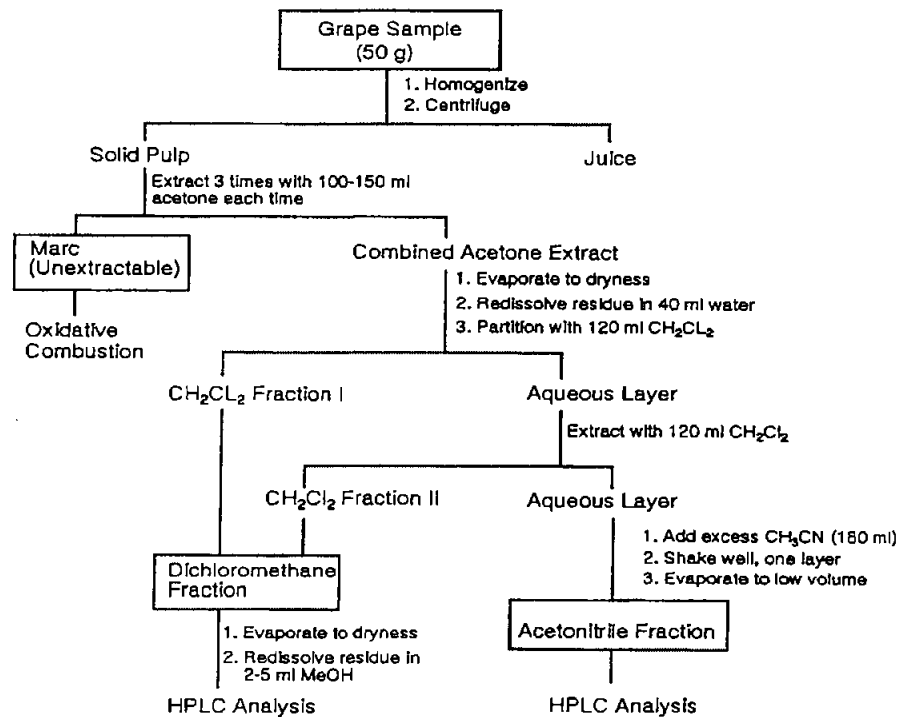 Grape Sample
(50 g)
1. Homogenize
2. Centrifuge
Solid Pulp
Juice
Extract 3 times with 100-150 ml
acetone each time
Marc
(Unextractable)
Combined Acetone Extract
1. Evaporate to dryness
2. Redissolve residue in 40 ml water
3. Partition with 120 ml CH₂CL₂
Oxidative
Combustion
CH₂CL₂ Fraction I
Aqueous Layer
Extract with 120 ml CH₂Cl₂
CH₂Cl₂ Fraction II
Aqueous Layer
1. Add excess CH₃CN (180 ml)
2. Shake well, one layer
3. Evaporate to low volume
Dichloromethane
Fraction
Acetonitrile Fraction
1. Evaporate to dryness
2. Redissolve residue in
2-5 ml MeOH
HPLC Analysis
HPLC Analysis